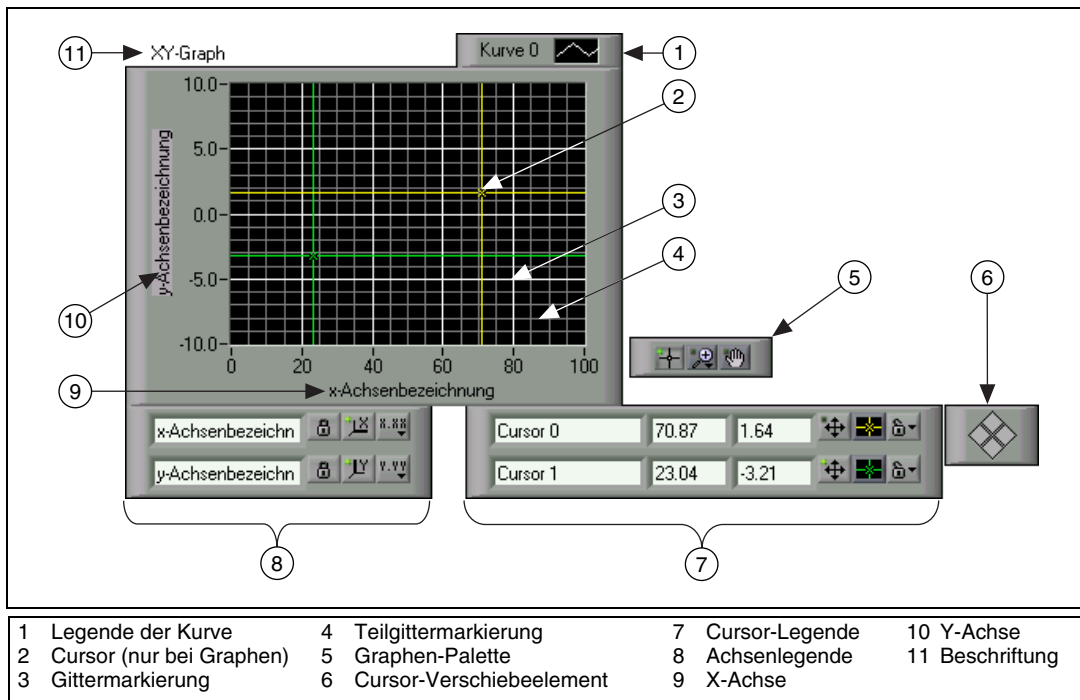 11 XY-Graph
Kurve 0
1
2
10.0
5.0
0.0
-5.0
-10.0
y-Achsenbezeichnung
3
4
5
6
10
0 20 40 60 80 100
9 x-Achsenbezeichnung
x-Achsenbezeichn X x.xx
y-Achsenbezeichn Y y.yy
Cursor 0 70.87 1.64
Cursor 1 23.04 -3.21
8
7
1 Legende der Kurve 4 Teilgittermarkierung 7 Cursor-Legende 10 Y-Achse
2 Cursor (nur bei Graphen) 5 Graphen-Palette 8 Achsenlegende 11 Beschriftung
3 Gittermarkierung 6 Cursor-Verschiebeelement 9 X-Achse